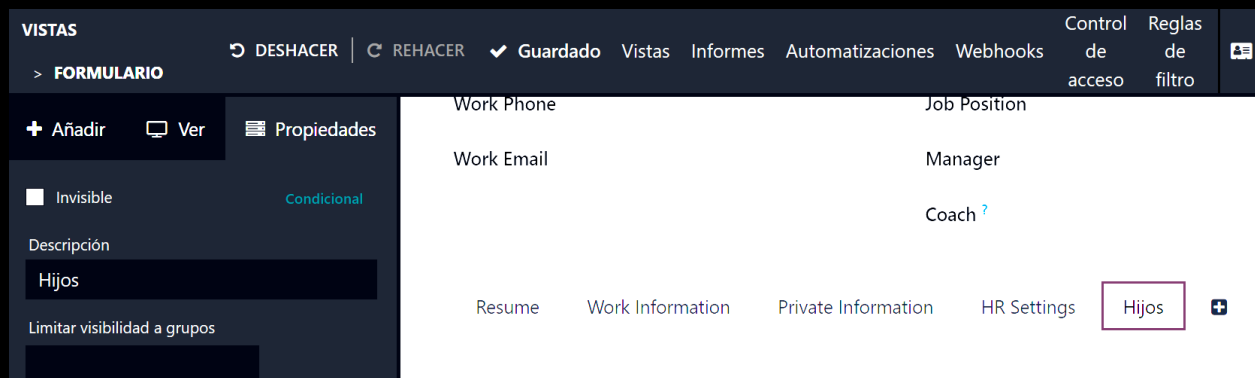 VISTAS
> FORMULARIO
DESHACER
REHACER
Guardado
Vistas
Informes
Automatizaciones
Webhooks
Control
de
acceso
Reglas
de
filtro
Añadir
Ver
Propiedades
Invisible
Condicional
Descripción
Hijos
Limitar visibilidad a grupos
Work Phone
Job Position
Work Email
Manager
Coach ?
Resume
Work Information
Private Information
HR Settings
Hijos